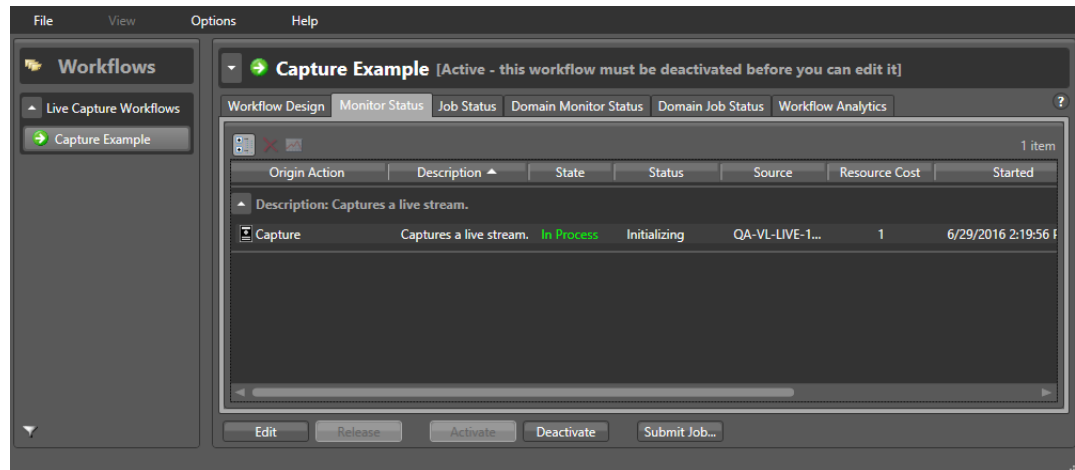 File View Options Help
Workflows
Live Capture Workflows
Capture Example
Capture Example [Active - this workflow must be deactivated before you can edit it]
Workflow Design Monitor Status Job Status Domain Monitor Status Domain Job Status Workflow Analytics ?
1 item
Origin Action Description State Status Source Resource Cost Started
Description: Captures a live stream.
Capture Captures a live stream. In Process Initializing QA-VL-LIVE-1... 1 6/29/2016 2:19:56 P
Edit Release Activate Deactivate Submit Job...